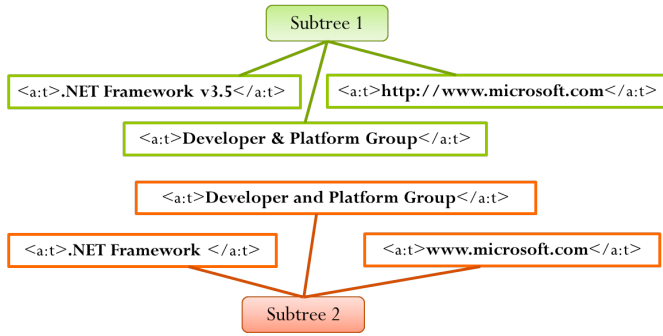 Subtree 1
<a:t>.NET Framework v3.5</a:t>
<a:t>http://www.microsoft.com</a:t>
<a:t>Developer & Platform Group</a:t>
<a:t>Developer and Platform Group</a:t>
<a:t>.NET Framework </a:t>
<a:t>www.microsoft.com</a:t>
Subtree 2